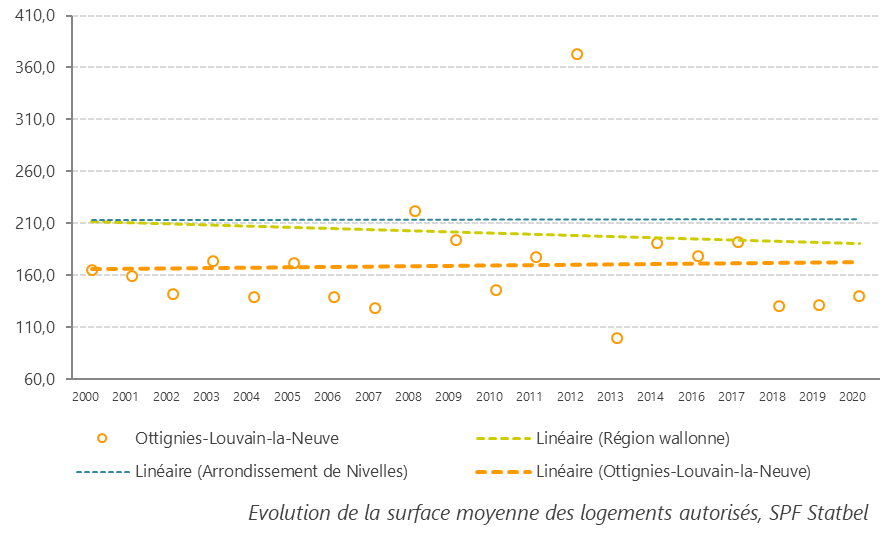 410,0
360,0
310,0
260,0
210,0
160,0
110,0
60,0
2000 2001 2002 2003 2004 2005 2006 2007 2008 2009 2010 2011 2012 2013 2014 2016 2017 2018 2019 2020
Ottignies-Louvain-la-Neuve Linéaire (Région wallonne)
Linéaire (Arrondissement de Nivelles) Linéaire (Ottignies-Louvain-la-Neuve)
Evolution de la surface moyenne des logements autorisés, SPF Statbel